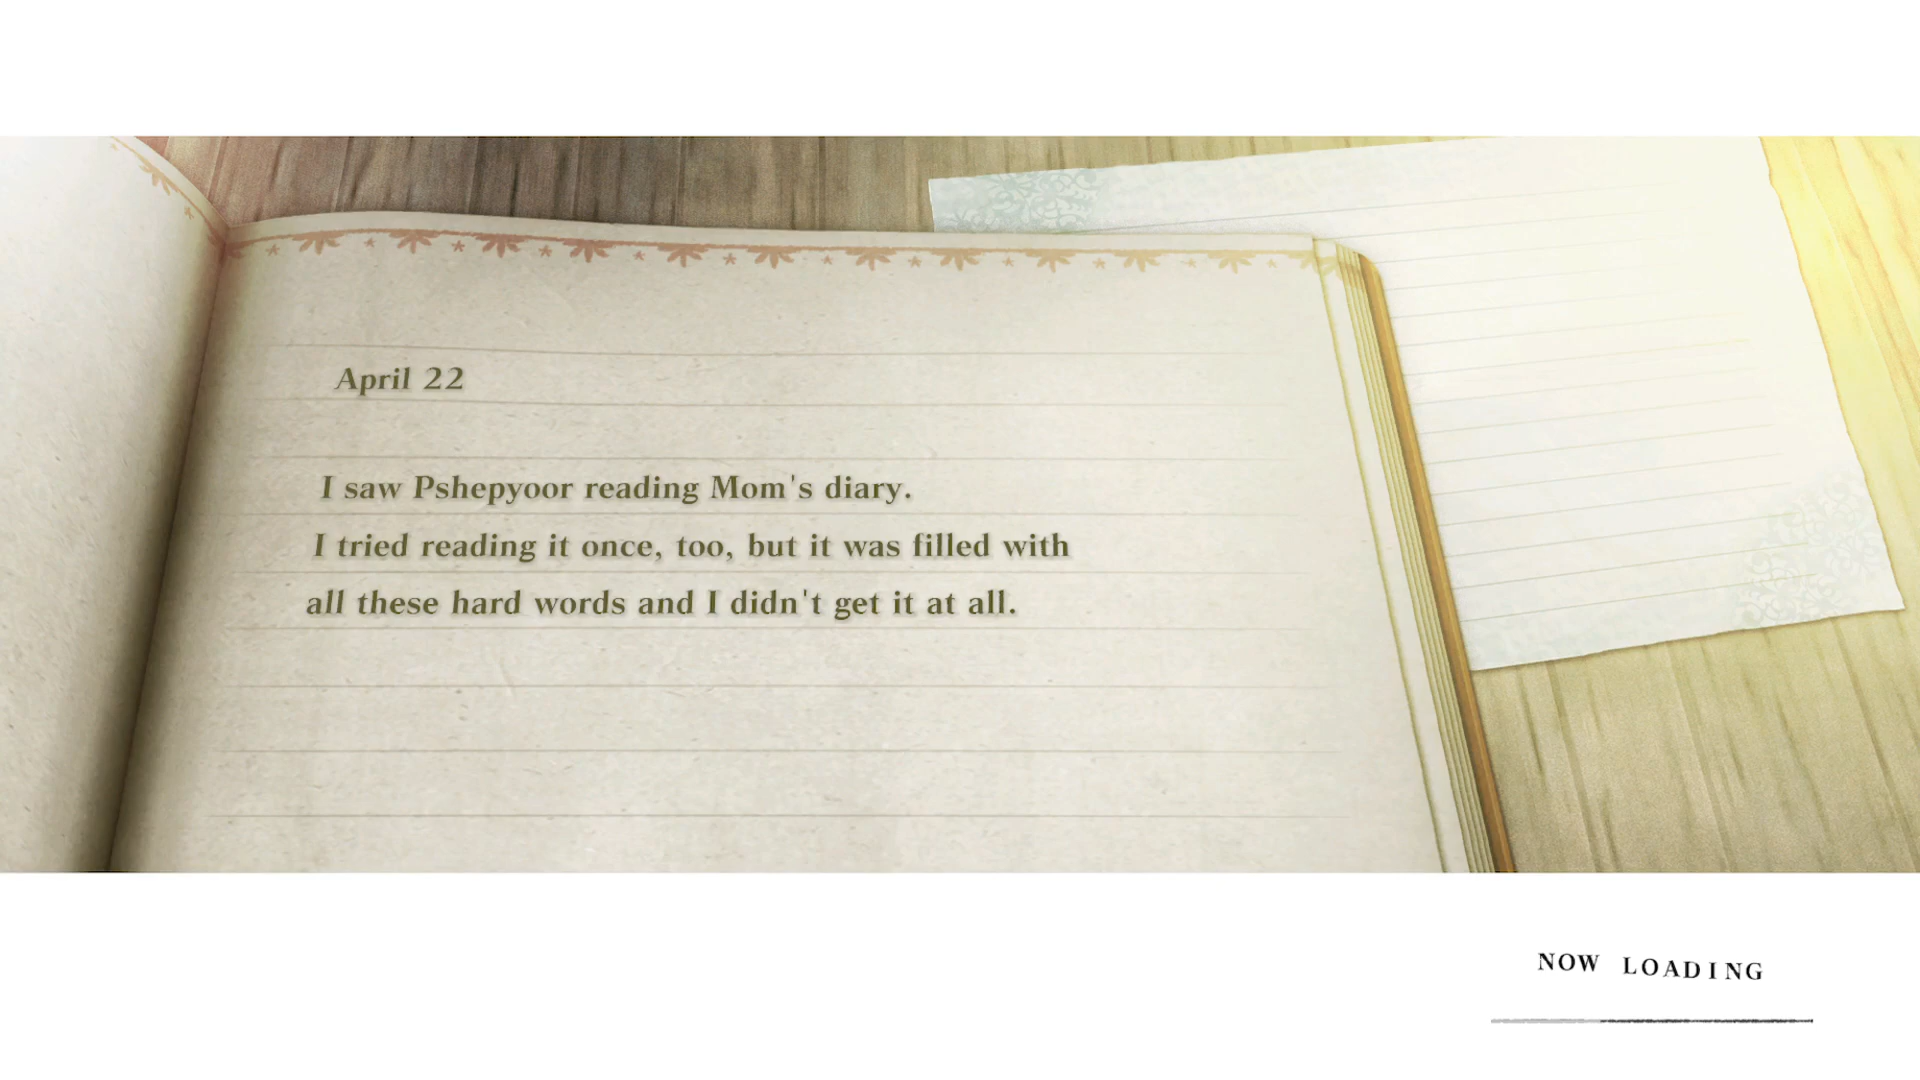 April 22
I saw Pshepyoor reading Mom's diary.
I tried reading it once, too, but it was filled with
all these hard words and I didn't get it at all.
NOW LOADING